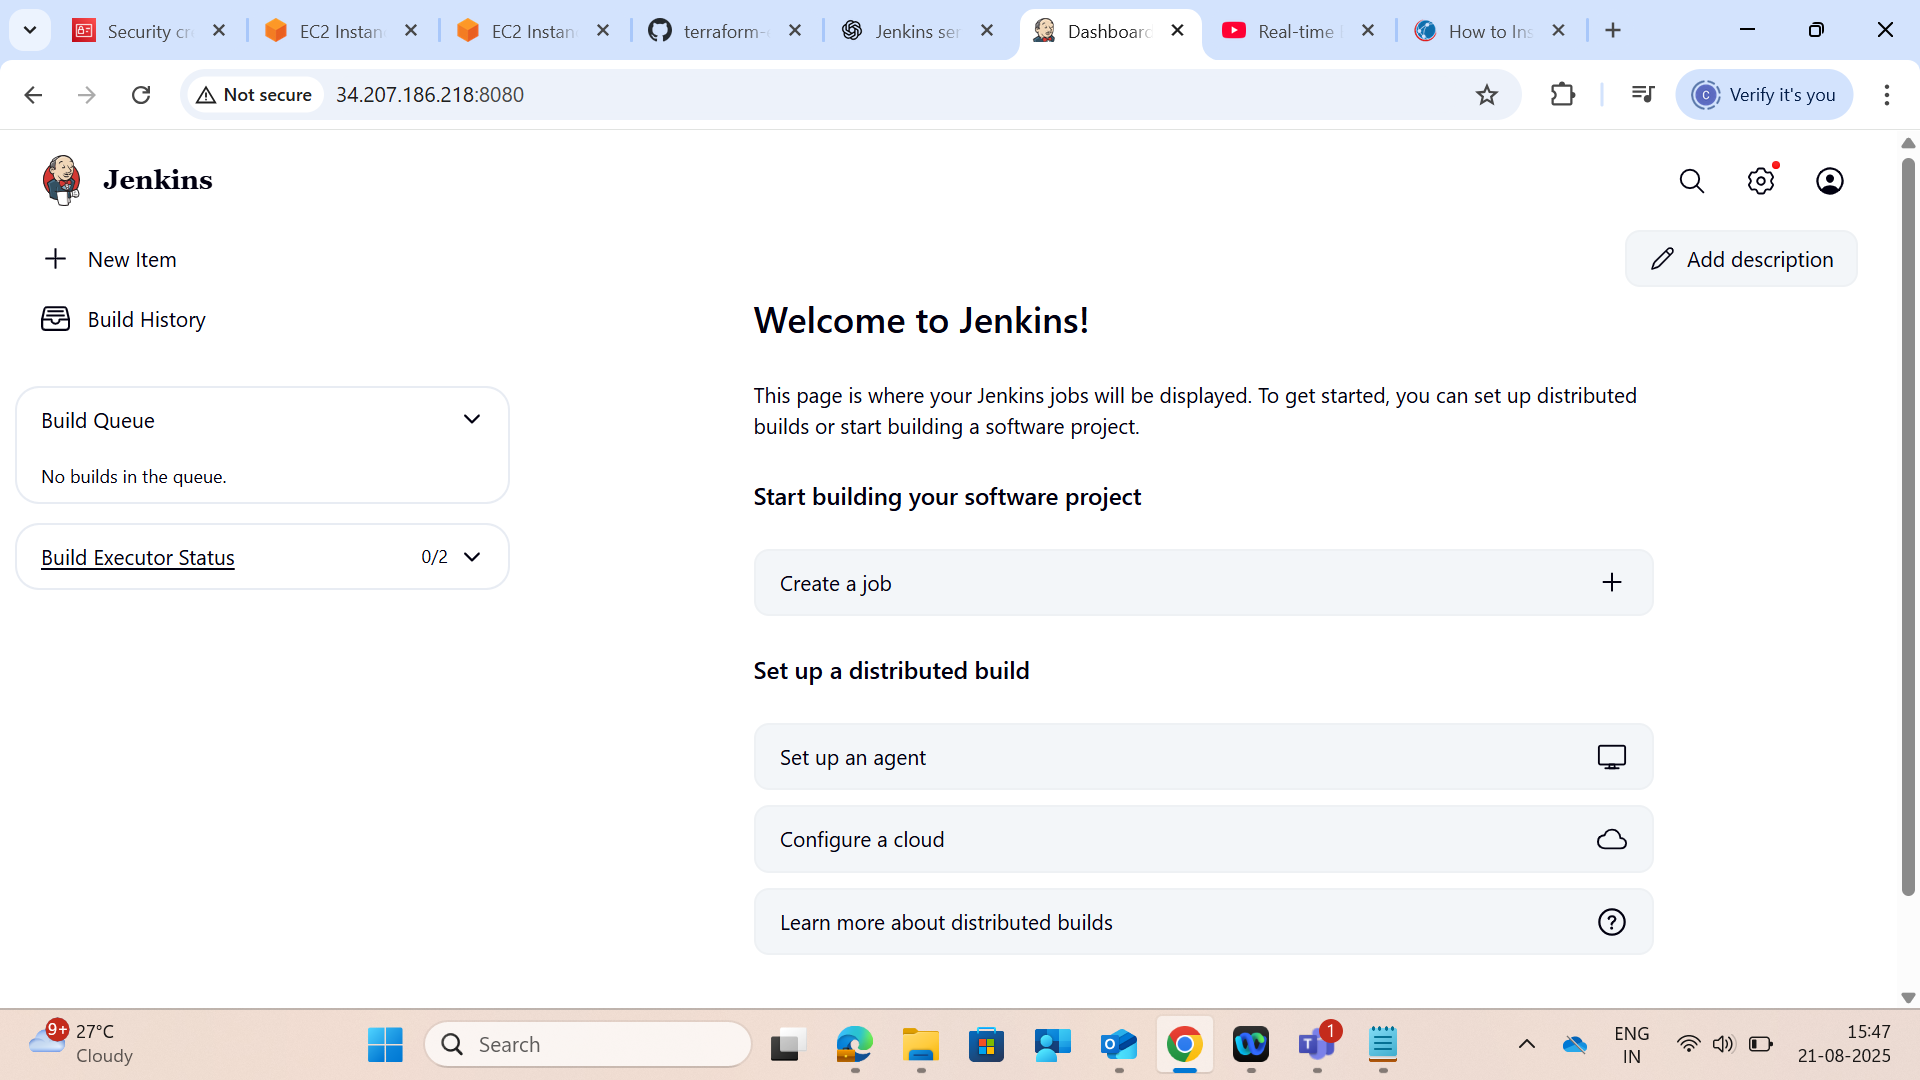 Security cr
EC2 Instan
EC2 Instan
terraform-
Jenkins ser
Dashboard
Real-time
How to Ins
Not secure
34.207.186.218:8080
C
Verify it's you
Jenkins
New Item
Add description
Build History
Welcome to Jenkins!
This page is where your Jenkins jobs will be displayed. To get started, you can set up distributed
builds or start building a software project.
Build Queue
No builds in the queue.
Start building your software project
Build Executor Status
0/2
Create a job
Set up a distributed build
Set up an agent
Configure a cloud
Learn more about distributed builds
9+
27°C
Cloudy
Search
1
ENG
IN
15:47
21-08-2025